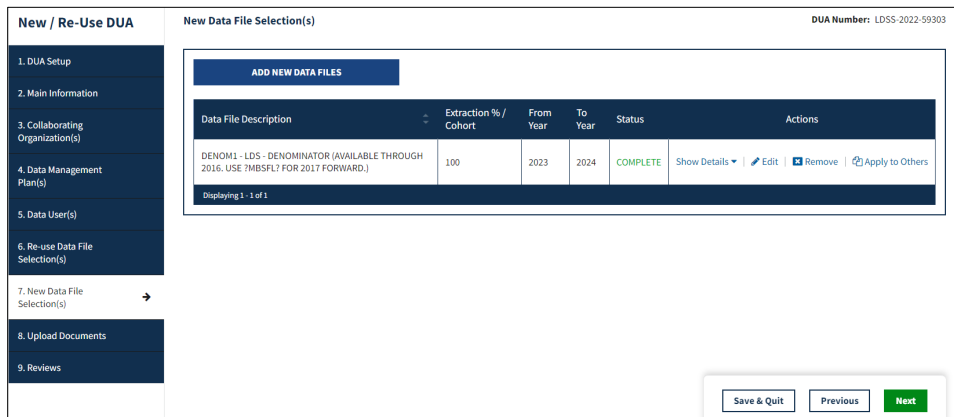 New / Re-Use DUA
1. DUA Setup
2. Main Information
3. Collaborating
Organization(s)
4. Data Management
Plan(s)
5. Data User(s)
6. Re-use Data File
Selection(s)
7. New Data File
Selection(s)
8. Upload Documents
9. Reviews
New Data File Selection(s)
DUA Number: LDSS-2022-59303
ADD NEW DATA FILES
Data File Description
Extraction % /
Cohort
From
Year
To
Year
Status
Actions
DENOM1 - LDS - DENOMINATOR (AVAILABLE THROUGH
2016. USE ?MBSFL? FOR 2017 FORWARD.)
100
2023
2024
COMPLETE
Show Details | Edit | Remove | Apply to Others
Displaying 1 - 1 of 1
Save & Quit
Previous
Next